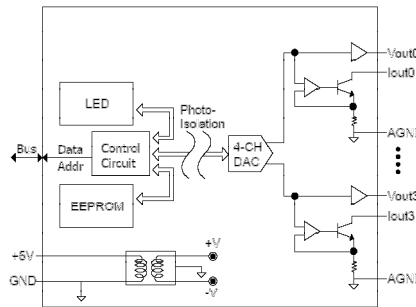 Vout0
Iout0
LED
Photo-
Isolation
Bus
Data
Addr
Control
Circuit
4-CH
DAC
AGND
EEPROM
Vout3
Iout3
+5V
+V
GND
-V
AGND